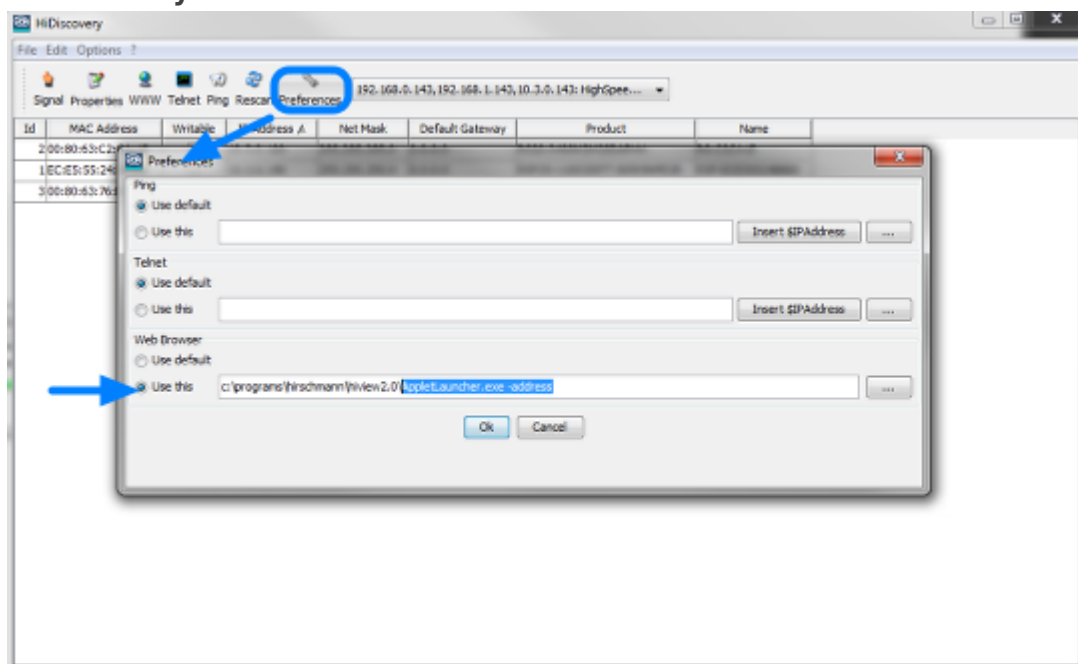 HiDiscovery
File Edit Options ?
Signal Properties WWW Telnet Ping Rescan Preferences 192.168.0.143, 192.168.1.143, 10.3.0.143: HighSpee...
Id MAC Address Writable Address Net Mask Default Gateway Product Name
2 00:80:63:C2:
1 EC:E5:55:24:
3 00:80:63:76:
Preferences
Ping
Use default
Use this Insert $IPAddress ...
Telnet
Use default
Use this Insert $IPAddress ...
Web Browser
Use default
Use this c:\programs\hirschmann\hiview2.0\AppletLauncher.exe -address ...
Ok Cancel